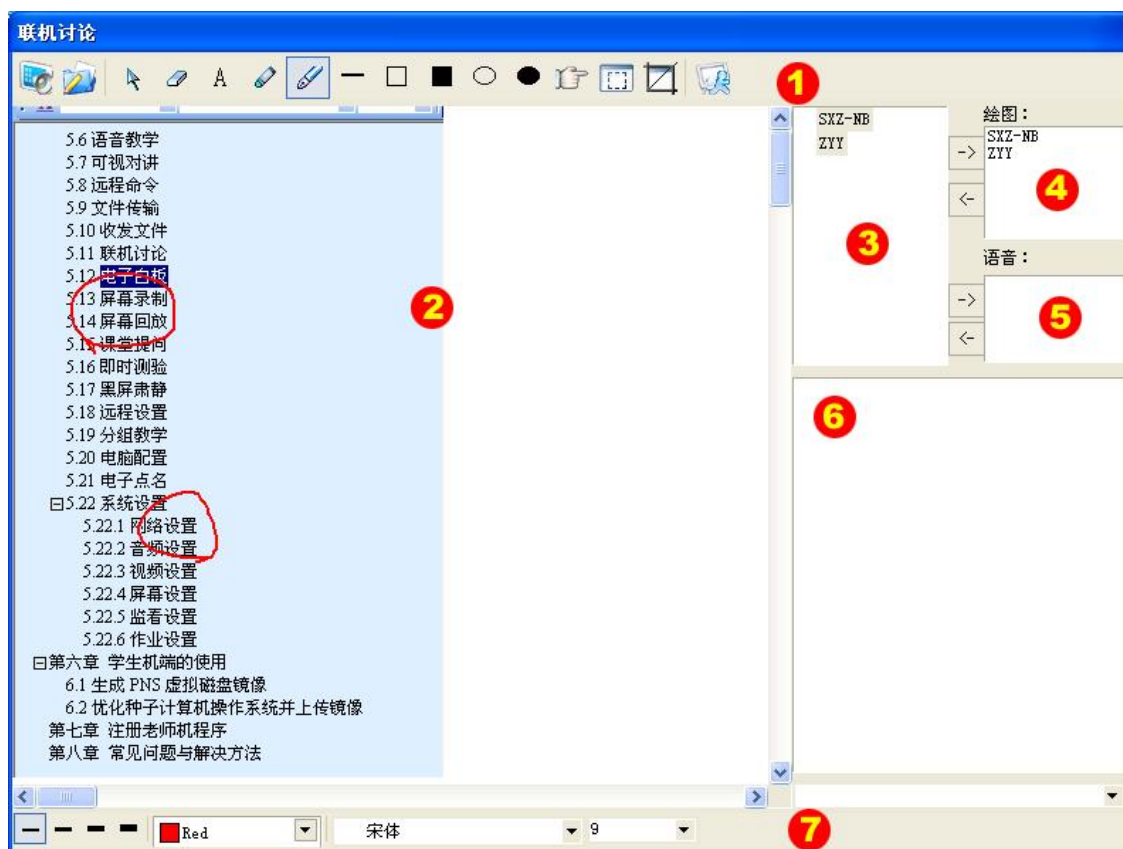 联机讨论
A
1
5.6 语音教学
5.7 可视对讲
5.8 远程命令
5.9 文件传输
5.10 收发文件
5.11 联机讨论
5.12 电子白板
5.13 屏幕录制
5.14 屏幕回放
5.15 课堂提问
5.16 即时测验
5.17 黑屏肃静
5.18 远程设置
5.19 分组教学
5.20 电脑配置
5.21 电子点名
5.22 系统设置
5.22.1 网络设置
5.22.2 音频设置
5.22.3 视频设置
5.22.4 屏幕设置
5.22.5 监看设置
5.22.6 作业设置
第六章 学生机端的使用
6.1 生成 PNS 虚拟磁盘镜像
6.2 优化种子计算机操作系统并上传镜像
第七章 注册老师机程序
第八章 常见问题与解决方法
2
SXZ-NB
ZYY
3
->
<-
绘图：
SXZ-NB
ZYY
4
语音：
->
<-
5
6
Red
宋体
9
7